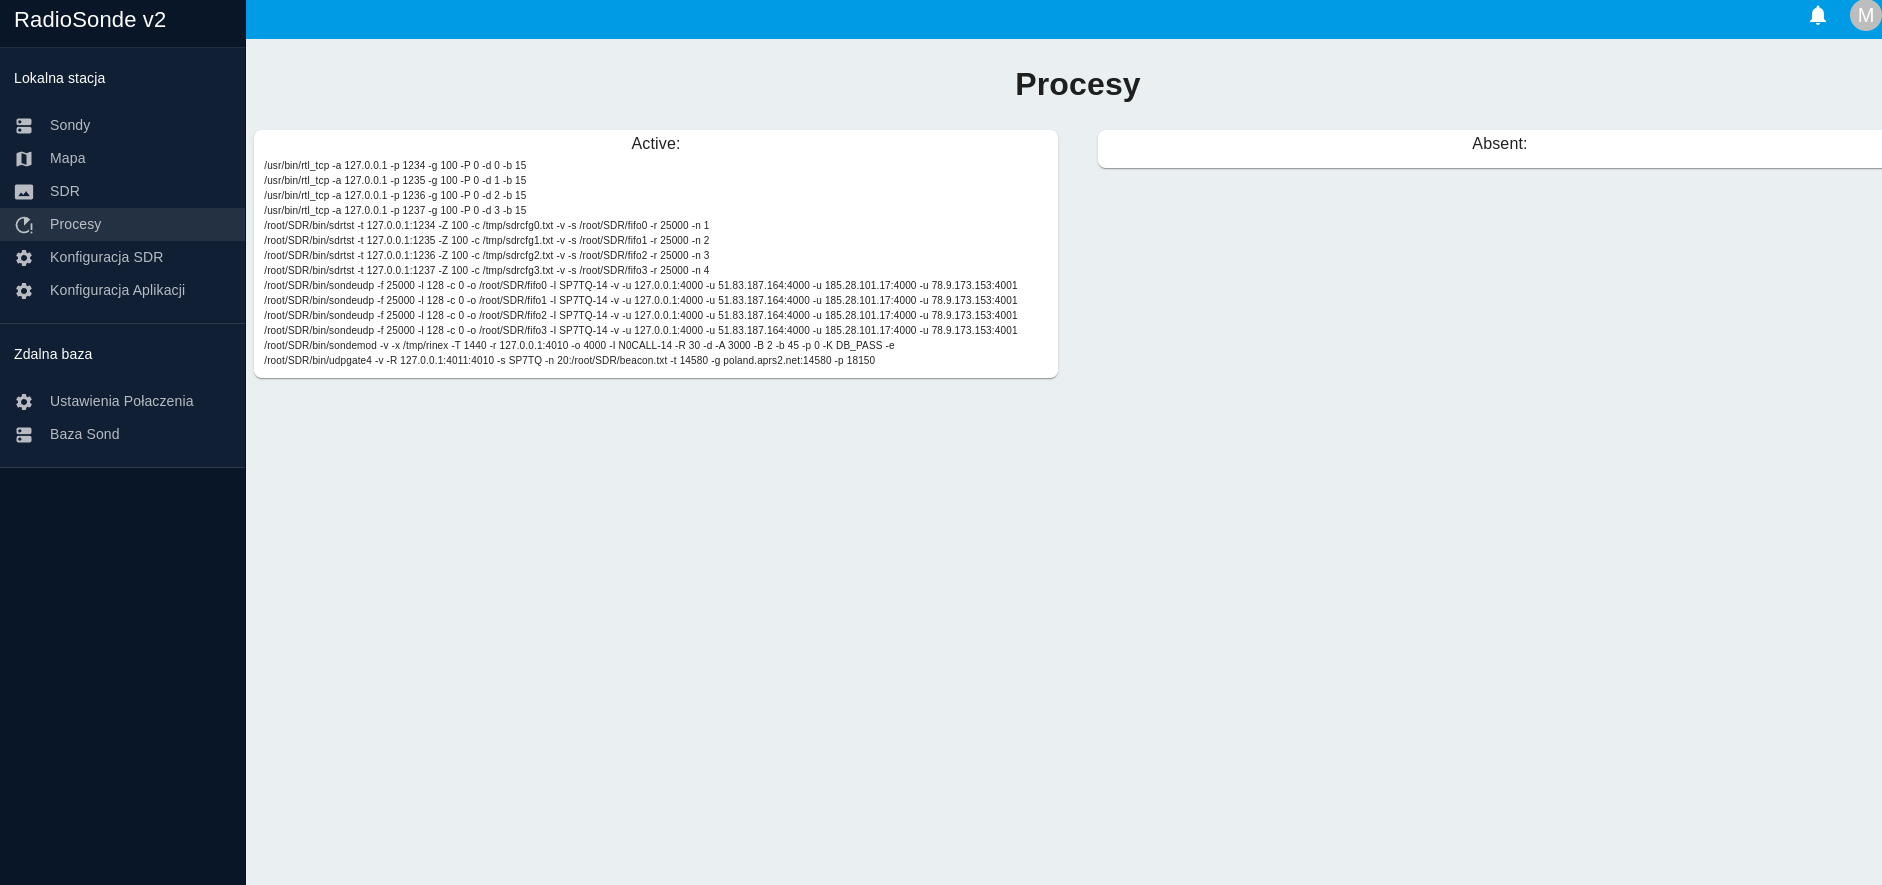 RadioSonde v2
M
Lokalna stacja
Sondy
Mapa
SDR
Procesy
Konfiguracja SDR
Konfiguracja Aplikacji
Zdalna baza
Ustawienia Połaczenia
Baza Sond
Procesy
Active:
/usr/bin/rtl_tcp -a 127.0.0.1 -p 1234 -g 100 -P 0 -d 0 -b 15
/usr/bin/rtl_tcp -a 127.0.0.1 -p 1235 -g 100 -P 0 -d 1 -b 15
/usr/bin/rtl_tcp -a 127.0.0.1 -p 1236 -g 100 -P 0 -d 2 -b 15
/usr/bin/rtl_tcp -a 127.0.0.1 -p 1237 -g 100 -P 0 -d 3 -b 15
/root/SDR/bin/sdrtst -t 127.0.0.1:1234 -Z 100 -c /tmp/sdrcfg0.txt -v -s /root/SDR/fifo0 -r 25000 -n 1
/root/SDR/bin/sdrtst -t 127.0.0.1:1235 -Z 100 -c /tmp/sdrcfg1.txt -v -s /root/SDR/fifo1 -r 25000 -n 2
/root/SDR/bin/sdrtst -t 127.0.0.1:1236 -Z 100 -c /tmp/sdrcfg2.txt -v -s /root/SDR/fifo2 -r 25000 -n 3
/root/SDR/bin/sdrtst -t 127.0.0.1:1237 -Z 100 -c /tmp/sdrcfg3.txt -v -s /root/SDR/fifo3 -r 25000 -n 4
/root/SDR/bin/sondeudp -f 25000 -l 128 -c 0 -o /root/SDR/fifo0 -I SP7TQ-14 -v -u 127.0.0.1:4000 -u 51.83.187.164:4000 -u 185.28.101.17:4000 -u 78.9.173.153:4001
/root/SDR/bin/sondeudp -f 25000 -l 128 -c 0 -o /root/SDR/fifo1 -I SP7TQ-14 -v -u 127.0.0.1:4000 -u 51.83.187.164:4000 -u 185.28.101.17:4000 -u 78.9.173.153:4001
/root/SDR/bin/sondeudp -f 25000 -l 128 -c 0 -o /root/SDR/fifo2 -I SP7TQ-14 -v -u 127.0.0.1:4000 -u 51.83.187.164:4000 -u 185.28.101.17:4000 -u 78.9.173.153:4001
/root/SDR/bin/sondeudp -f 25000 -l 128 -c 0 -o /root/SDR/fifo3 -I SP7TQ-14 -v -u 127.0.0.1:4000 -u 51.83.187.164:4000 -u 185.28.101.17:4000 -u 78.9.173.153:4001
/root/SDR/bin/sondemod -v -x /tmp/rinex -T 1440 -r 127.0.0.1:4010 -o 4000 -I N0CALL-14 -R 30 -d -A 3000 -B 2 -b 45 -p 0 -K DB_PASS -e
/root/SDR/bin/udpgate4 -v -R 127.0.0.1:4011:4010 -s SP7TQ -n 20:/root/SDR/beacon.txt -t 14580 -g poland.aprs2.net:14580 -p 18150
Absent: